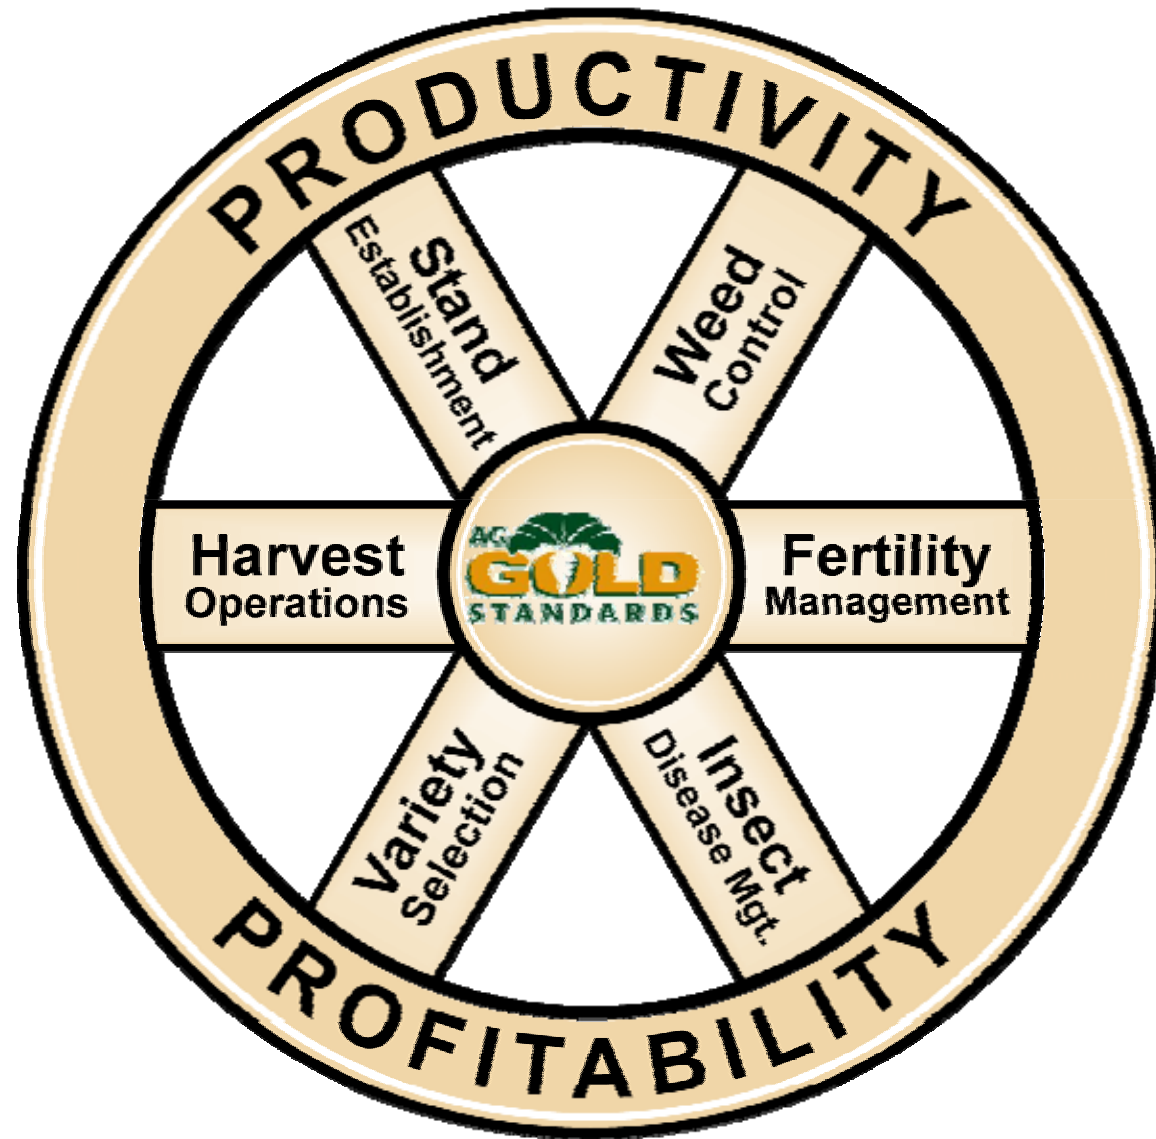 PRODUCTIVITY
Stand
Establishment
Weed
Control
Harvest
Operations
AG
GOLD
STANDARDS
Fertility
Management
Variety
Selection
Insect
Disease Mgt.
PROFITABILITY